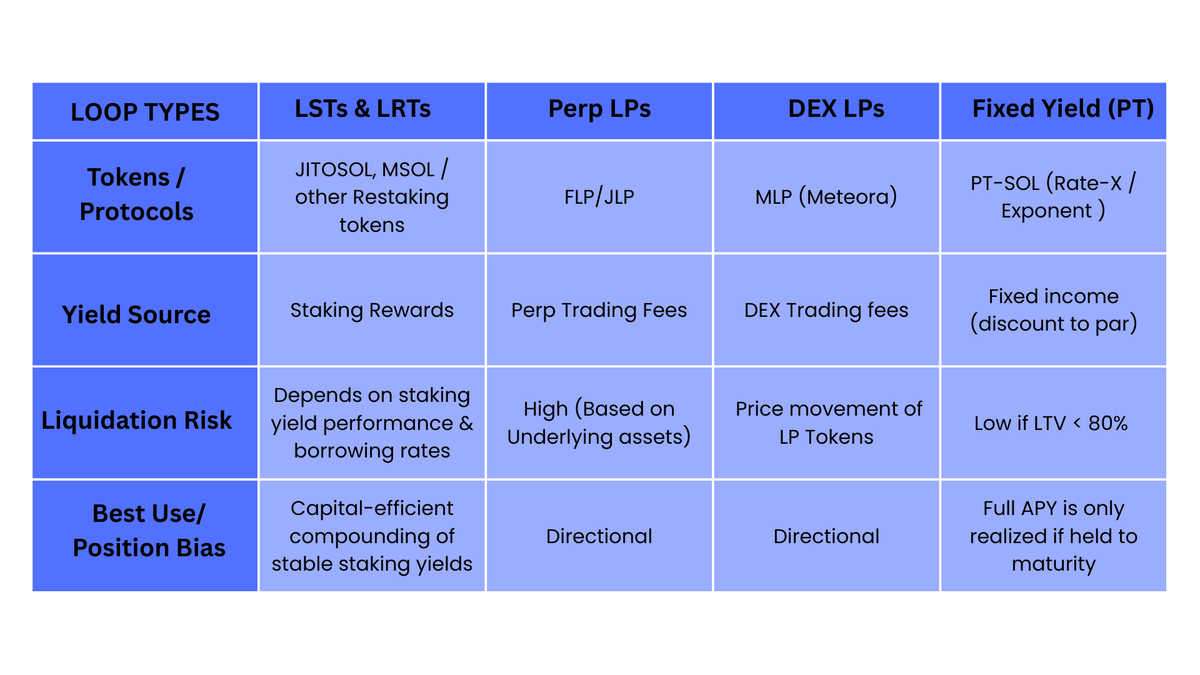 LOOP TYPES
LSTs & LRTs
Perp LPs
DEX LPs
Fixed Yield (PT)
Tokens /
Protocols
JITOSOL, MSOL /
other Restaking
tokens
FLP/JLP
MLP (Meteora)
PT-SOL (Rate-X /
Exponent )
Yield Source
Staking Rewards
Perp Trading Fees
DEX Trading fees
Fixed income
(discount to par)
Liquidation Risk
Depends on staking
yield performance &
borrowing rates
High (Based on
Underlying assets)
Price movement of
LP Tokens
Low if LTV < 80%
Best Use/
Position Bias
Capital-efficient
compounding of
stable staking yields
Directional
Directional
Full APY is only
realized if held to
maturity